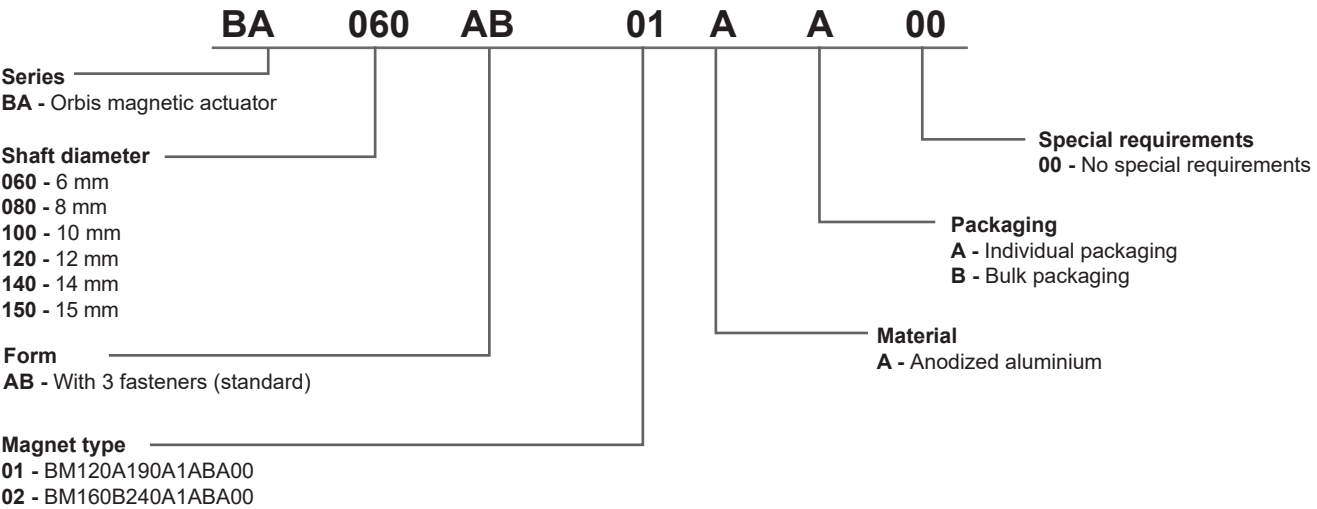 BA 060 AB 01 A A 00
Series
BA - Orbis magnetic actuator
Shaft diameter
060 - 6 mm
080 - 8 mm
100 - 10 mm
120 - 12 mm
140 - 14 mm
150 - 15 mm
Form
AB - With 3 fasteners (standard)
Magnet type
01 - BM120A190A1ABA00
02 - BM160B240A1ABA00
Special requirements
00 - No special requirements
Packaging
A - Individual packaging
B - Bulk packaging
Material
A - Anodized aluminium